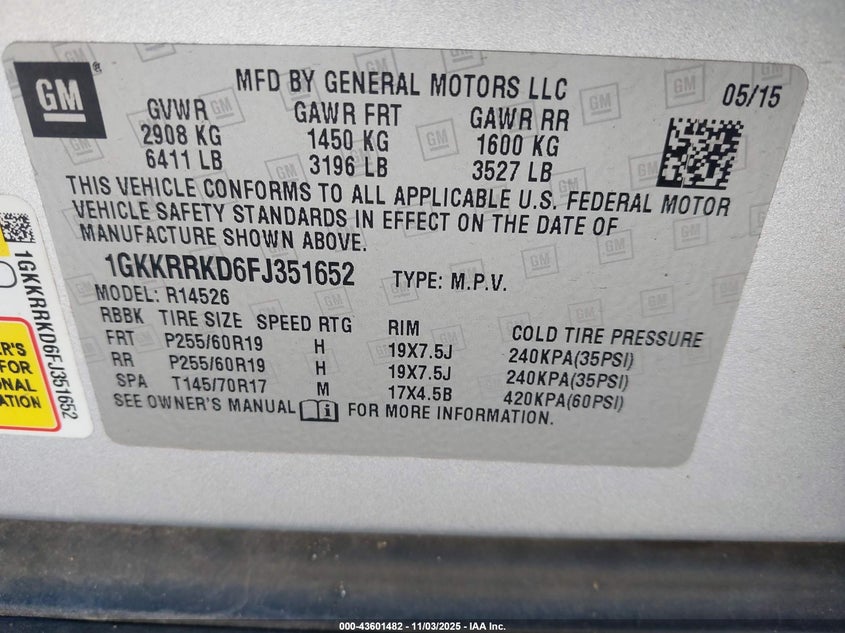 GM
®
MFD BY GENERAL MOTORS LLC
05/15
GVWR GAWR FRT GAWR RR
2908 KG 1450 KG 1600 KG
6411 LB 3196 LB 3527 LB
THIS VEHICLE CONFORMS TO ALL APPLICABLE U.S. FEDERAL MOTOR
VEHICLE SAFETY STANDARDS IN EFFECT ON THE DATE OF
MANUFACTURE SHOWN ABOVE.
1GKKRRKD6FJ351652 TYPE: M.P.V.
MODEL: R14526
RBBK TIRE SIZE SPEED RTG RIM COLD TIRE PRESSURE
FRT P255/60R19 H 19X7.5J 240KPA(35PSI)
RR P255/60R19 H 19X7.5J 240KPA(35PSI)
SPA T145/70R17 M 17X4.5B 420KPA(60PSI)
SEE OWNER'S MANUAL FOR MORE INFORMATION.
1GKKRRKD6FJ351652
ER'S
FOR
ONAL
ATION
000-43601482 - 11/03/2025 - IAA Inc.